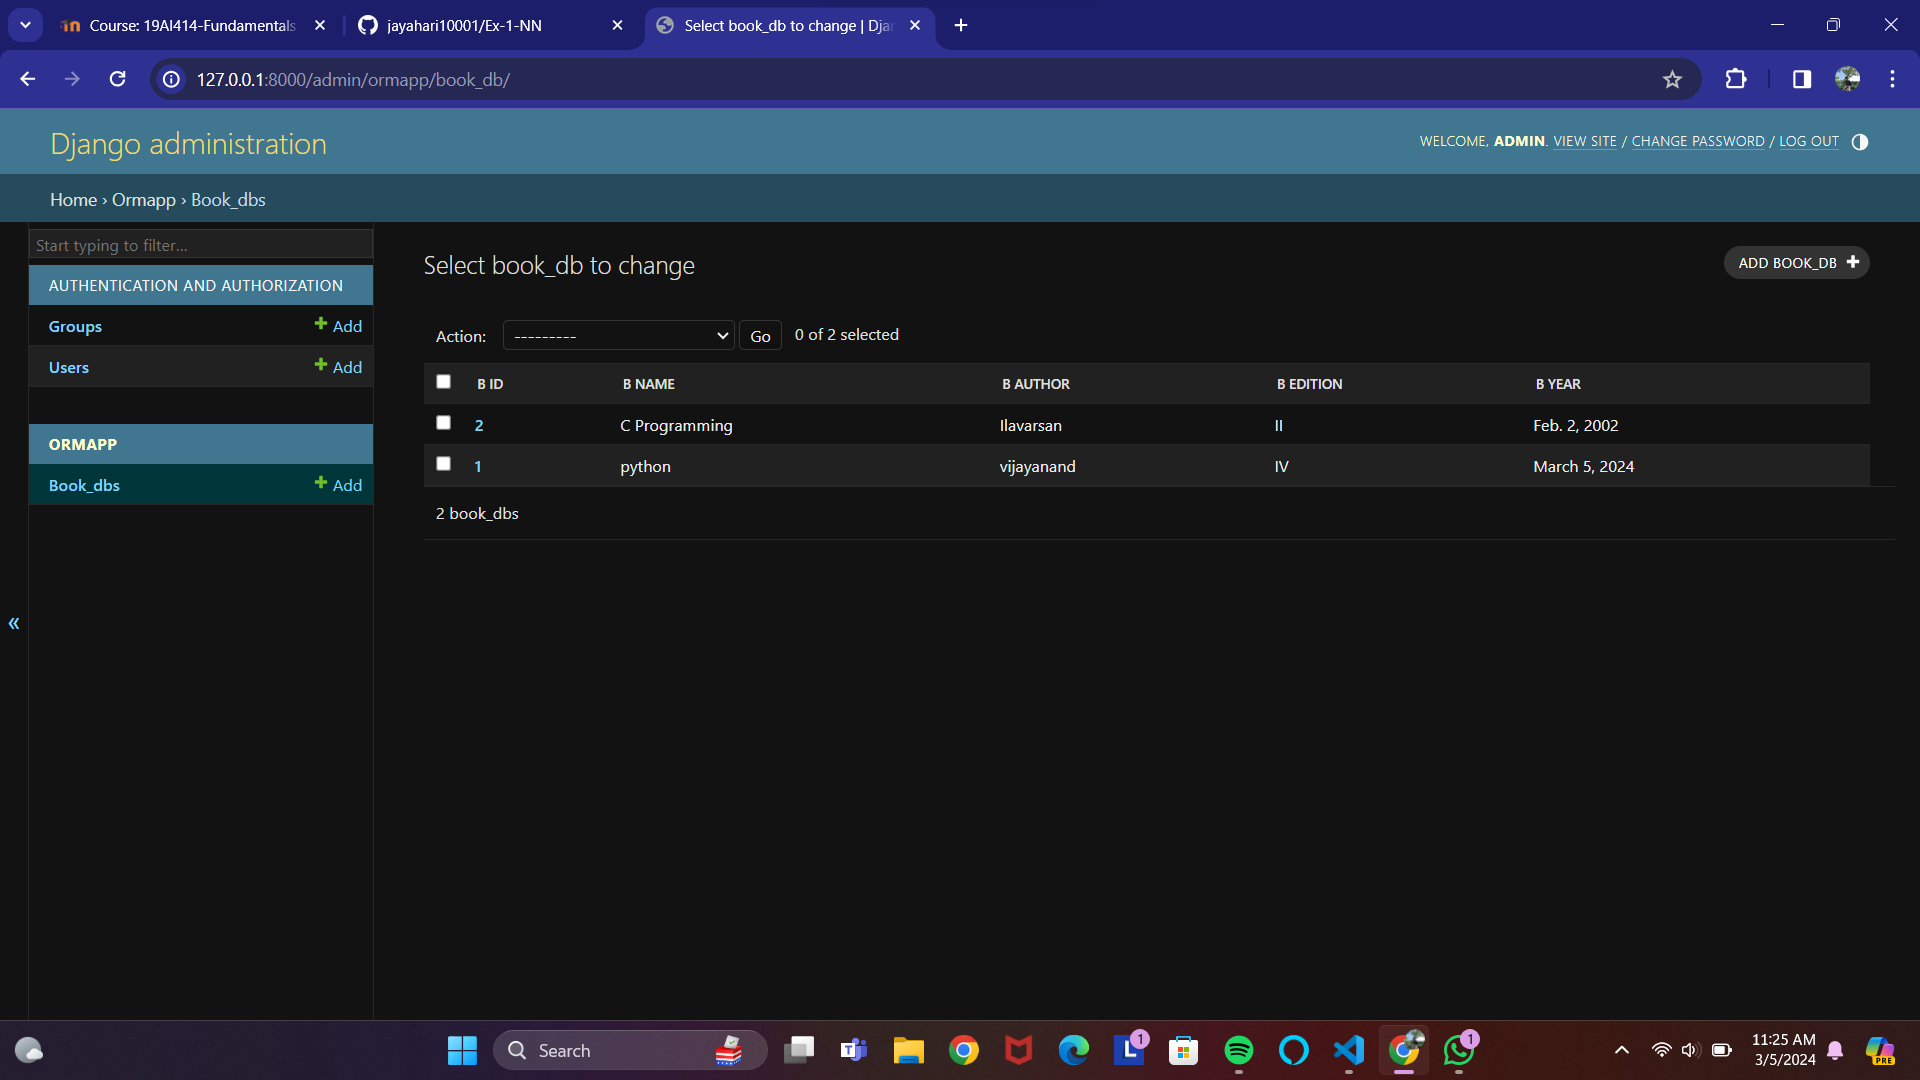 Course: 19AI414-Fundamentals
jayahari10001/Ex-1-NN
Select book_db to change | Dja
127.0.0.1:8000/admin/ormapp/book_db/
Django administration
WELCOME, ADMIN. VIEW SITE / CHANGE PASSWORD / LOG OUT
Home › Ormapp › Book_dbs
Start typing to filter...
AUTHENTICATION AND AUTHORIZATION
Groups + Add
Users + Add
ORMAPP
Book_dbs + Add
«
Select book_db to change
ADD BOOK_DB +
Action: --------- Go 0 of 2 selected
B ID B NAME B AUTHOR B EDITION B YEAR
2 C Programming Ilavarsan II Feb. 2, 2002
1 python vijayanand IV March 5, 2024
2 book_dbs
Search
1
1
11:25 AM
3/5/2024
PRE